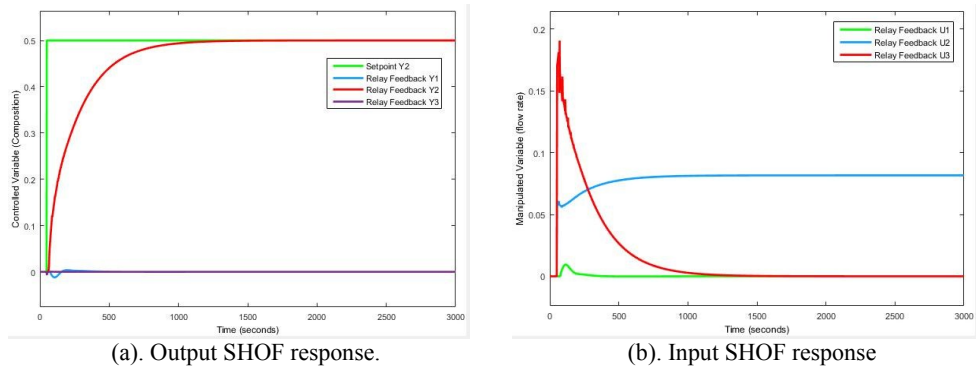 0.5
0.4
0.3
0.2
0.1
0
0
500
1000
1500
2000
2500
3000
Controlled Variable (Composition)
Time (seconds)
Setpoint Y2
Relay Feedback Y1
Relay Feedback Y2
Relay Feedback Y3
(a). Output SHOF response.
0.2
0.15
0.1
0.05
0
0
500
1000
1500
2000
2500
3000
Manipulated Variable (flow rate)
Time (seconds)
Relay Feedback U1
Relay Feedback U2
Relay Feedback U3
(b). Input SHOF response